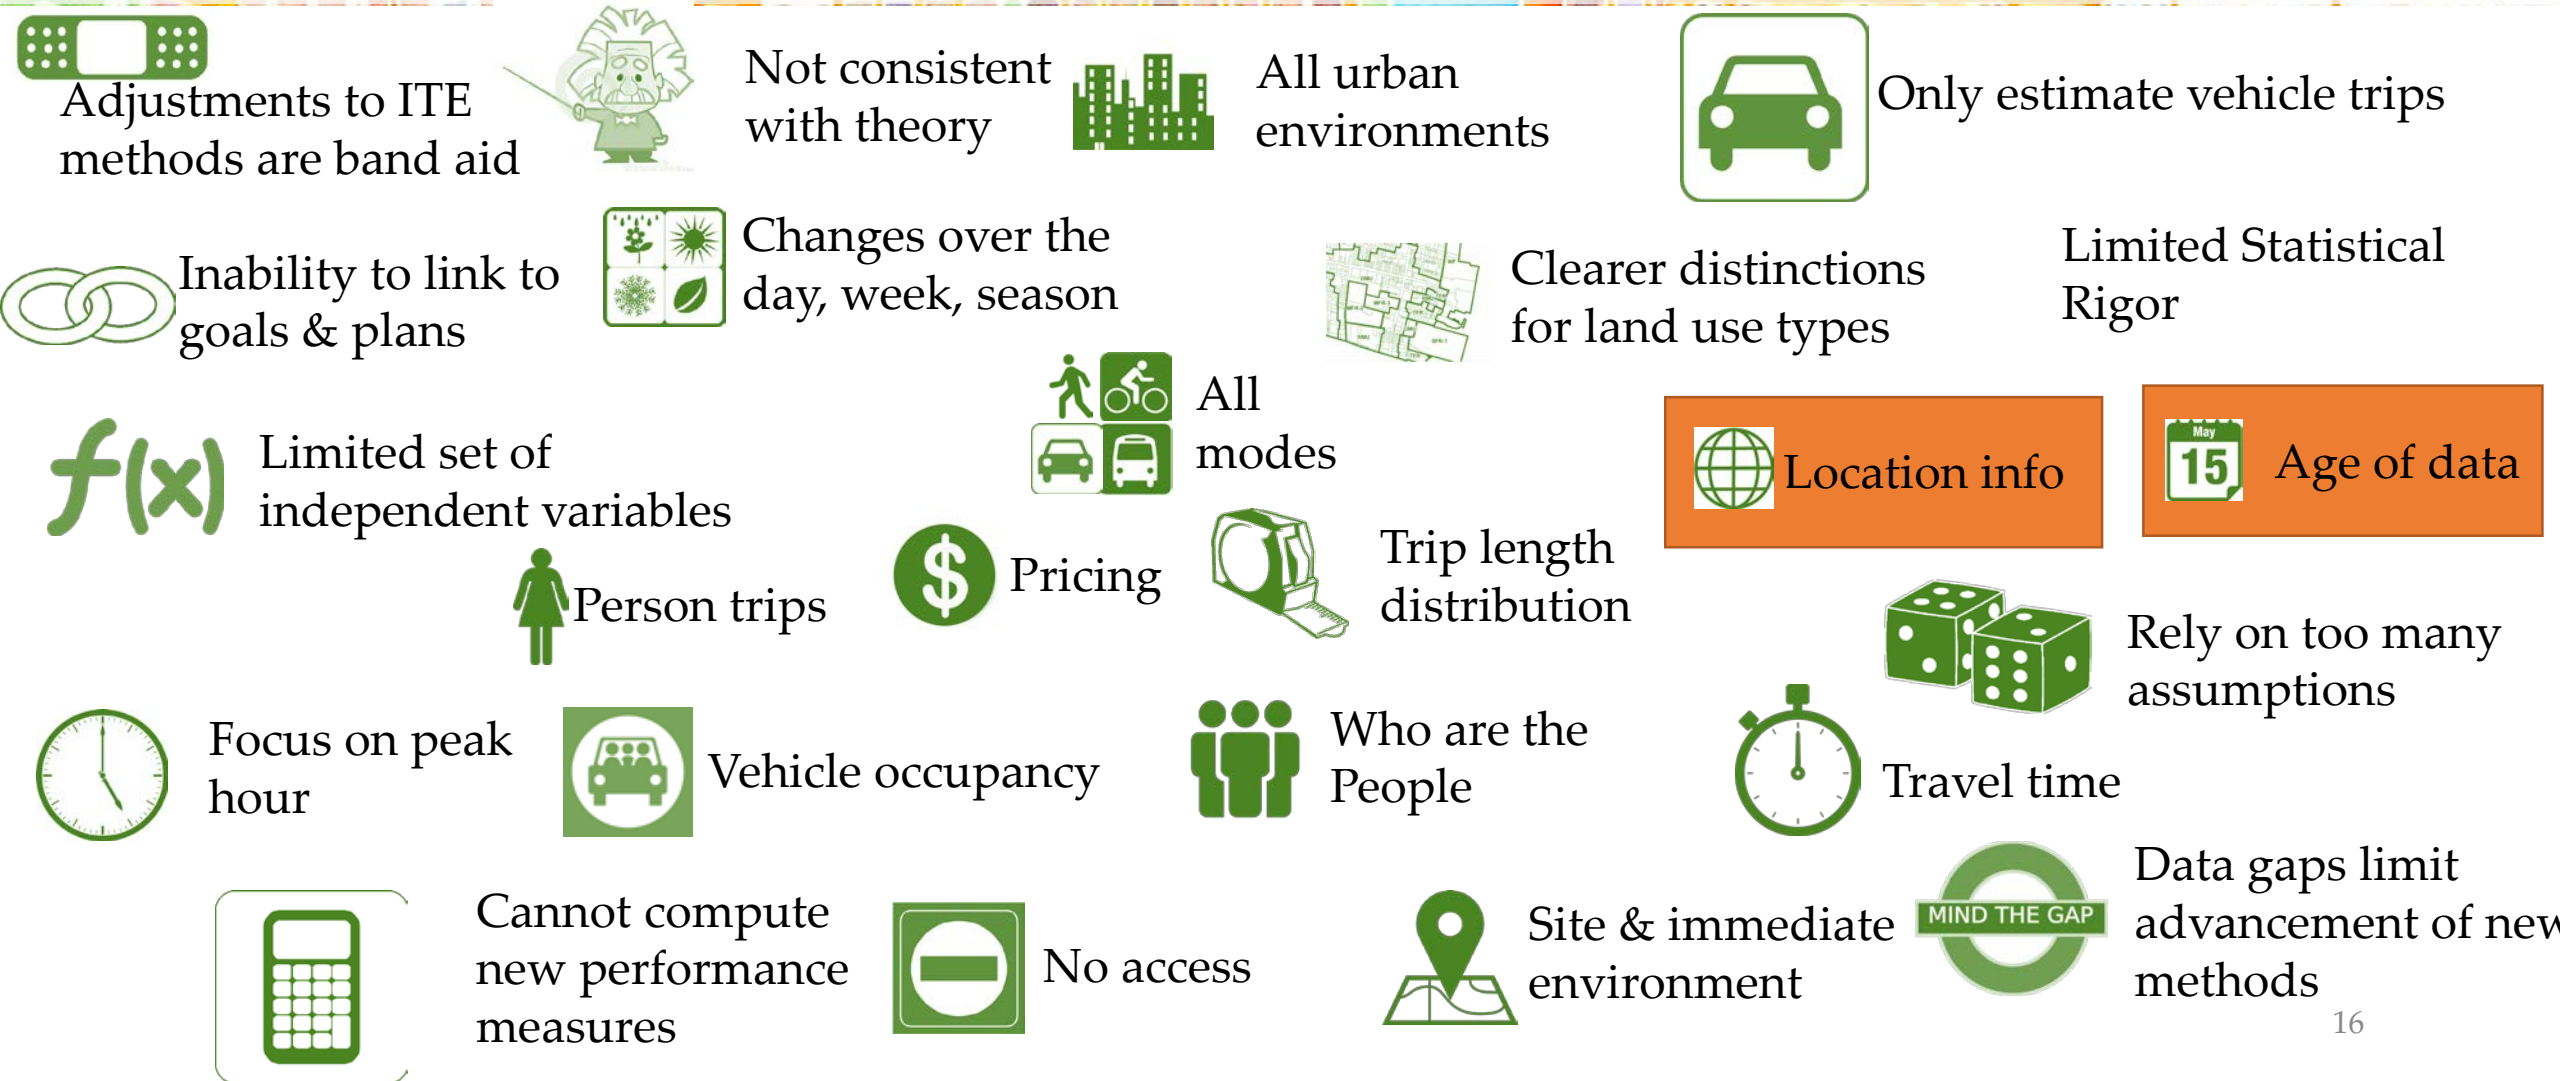 Adjustments to ITE
methods are band aid
Not consistent
with theory
All urban
environments
Only estimate vehicle trips
Inability to link to
goals & plans
Changes over the
day, week, season
Clearer distinctions
for land use types
Limited Statistical
Rigor
f(x)
Limited set of
independent variables
All
modes
Location info
May
15
Age of data
Person trips
$
Pricing
Trip length
distribution
Rely on too many
assumptions
Focus on peak
hour
Vehicle occupancy
Who are the
People
Travel time
Cannot compute
new performance
measures
No access
Site & immediate
environment
MIND THE GAP
Data gaps limit
advancement of new
methods
16